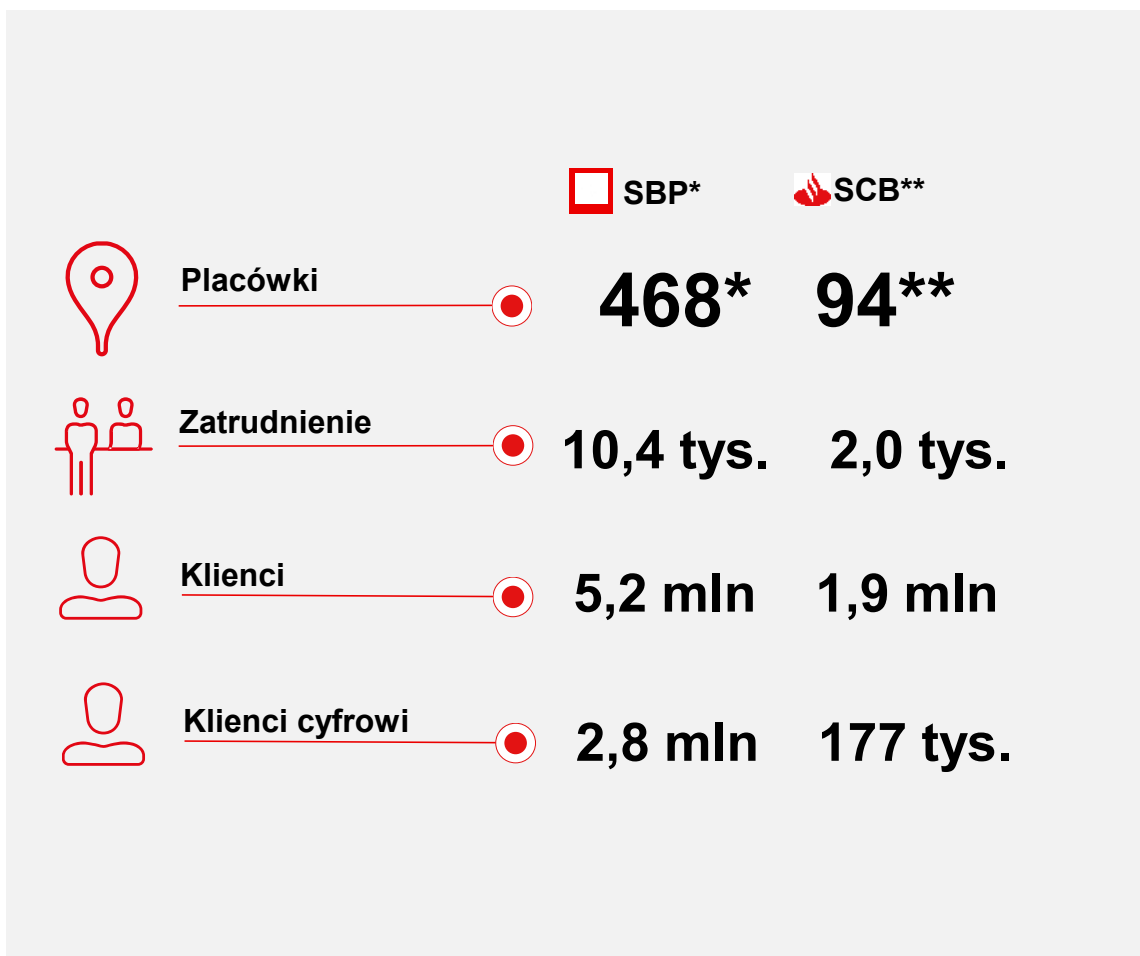 SBP* SCB**
Placówki 468* 94**
Zatrudnienie 10,4 tys. 2,0 tys.
Klienci 5,2 mln 1,9 mln
Klienci cyfrowi 2,8 mln 177 tys.